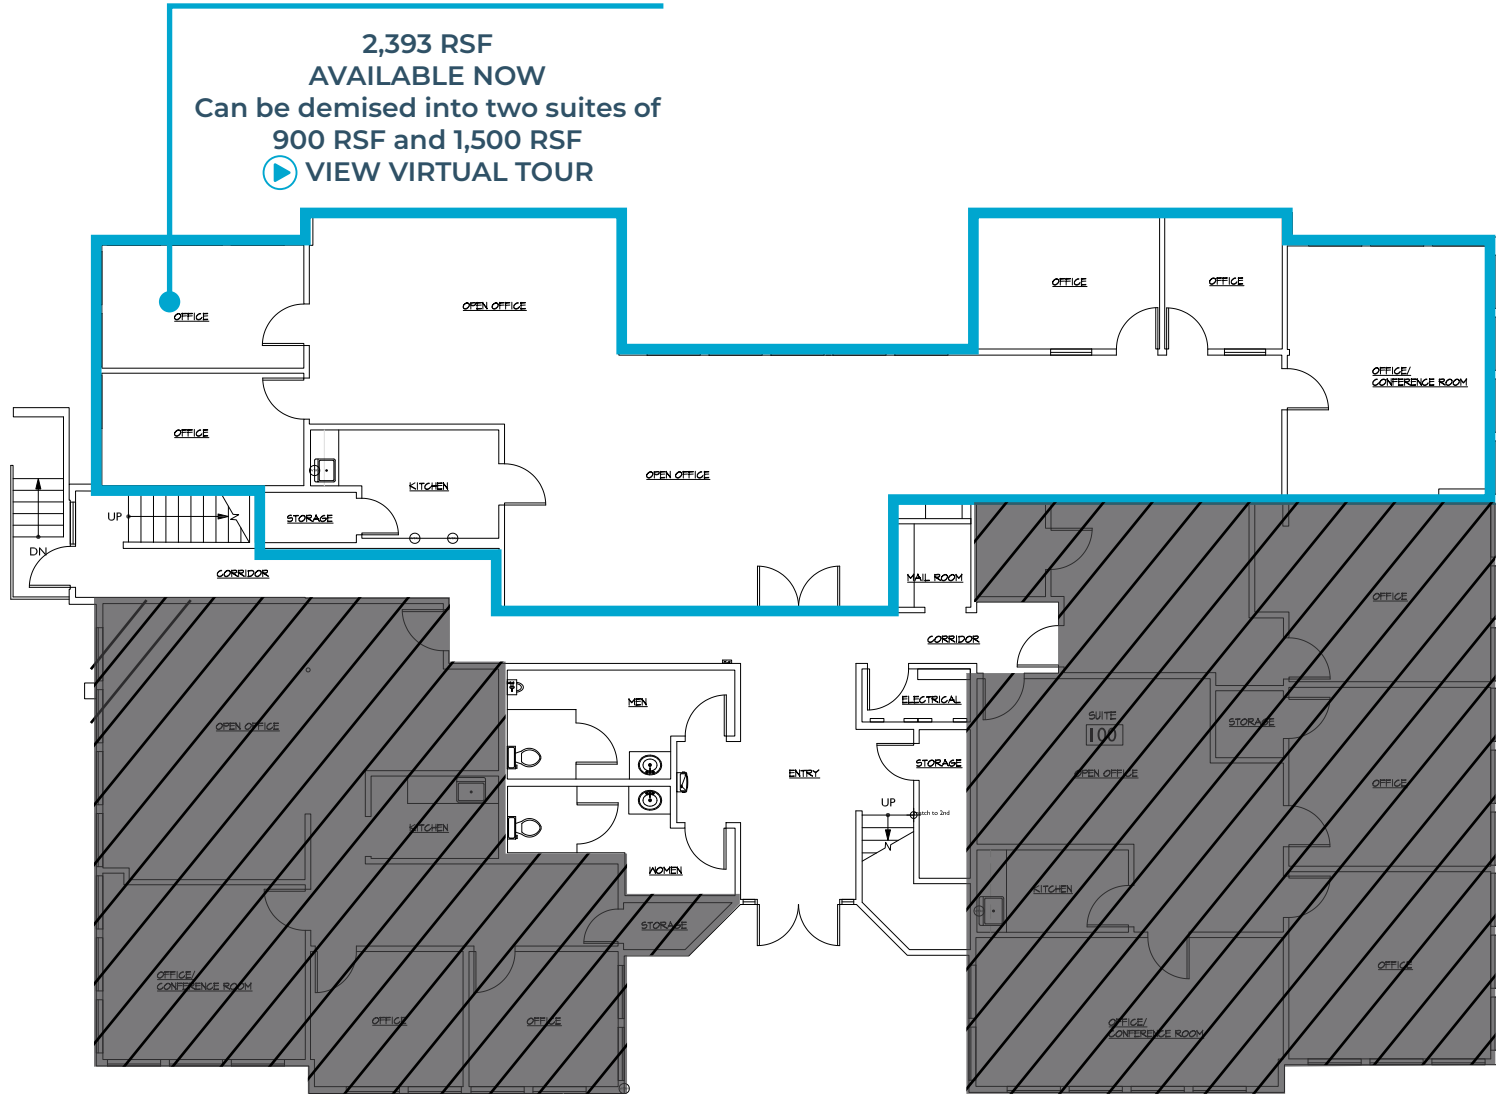 2,393 RSF
AVAILABLE NOW
Can be demised into two suites of
900 RSF and 1,500 RSF
VIEW VIRTUAL TOUR
OFFICE
OPEN OFFICE
OFFICE
OFFICE
OFFICE/
CONFERENCE ROOM
OFFICE
OPEN OFFICE
KITCHEN
STORAGE
UP
DN
CORRIDOR
MAIL ROOM
OFFICE
CORRIDOR
MEN
ELECTRICAL
SUITE
100
STORAGE
OPEN OFFICE
STORAGE
ENTRY
OPEN OFFICE
OFFICE
UP
KITCHEN
WOMEN
KITCHEN
STORAGE
OFFICE
OFFICE/
CONFERENCE ROOM
OFFICE
OFFICE
OFFICE/
CONFERENCE ROOM